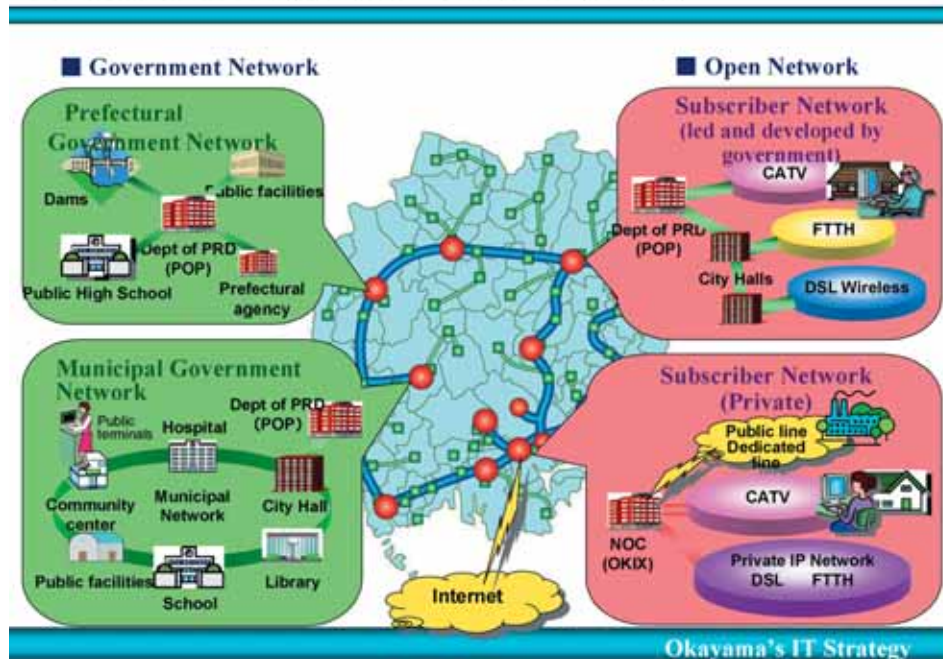 Government Network
Open Network
Prefectural
Government Network
Dams
Public facilities
Dept of PRD
(POP)
Public High School
Prefectural
agency
Subscriber Network
(led and developed by
government)
CATV
Dept of PRD
(POP)
FTTH
City Halls
DSL Wireless
Municipal Government
Network
Dept of PRD
(POP)
Public
terminals
Hospital
Community
center
Municipal
Network
City Hall
Public facilities
School
Library
Subscriber Network
(Private)
Public line
Dedicated
line
CATV
NOC
(OKIX)
Private IP Network
DSL FTTH
Internet
Okayama's IT Strategy